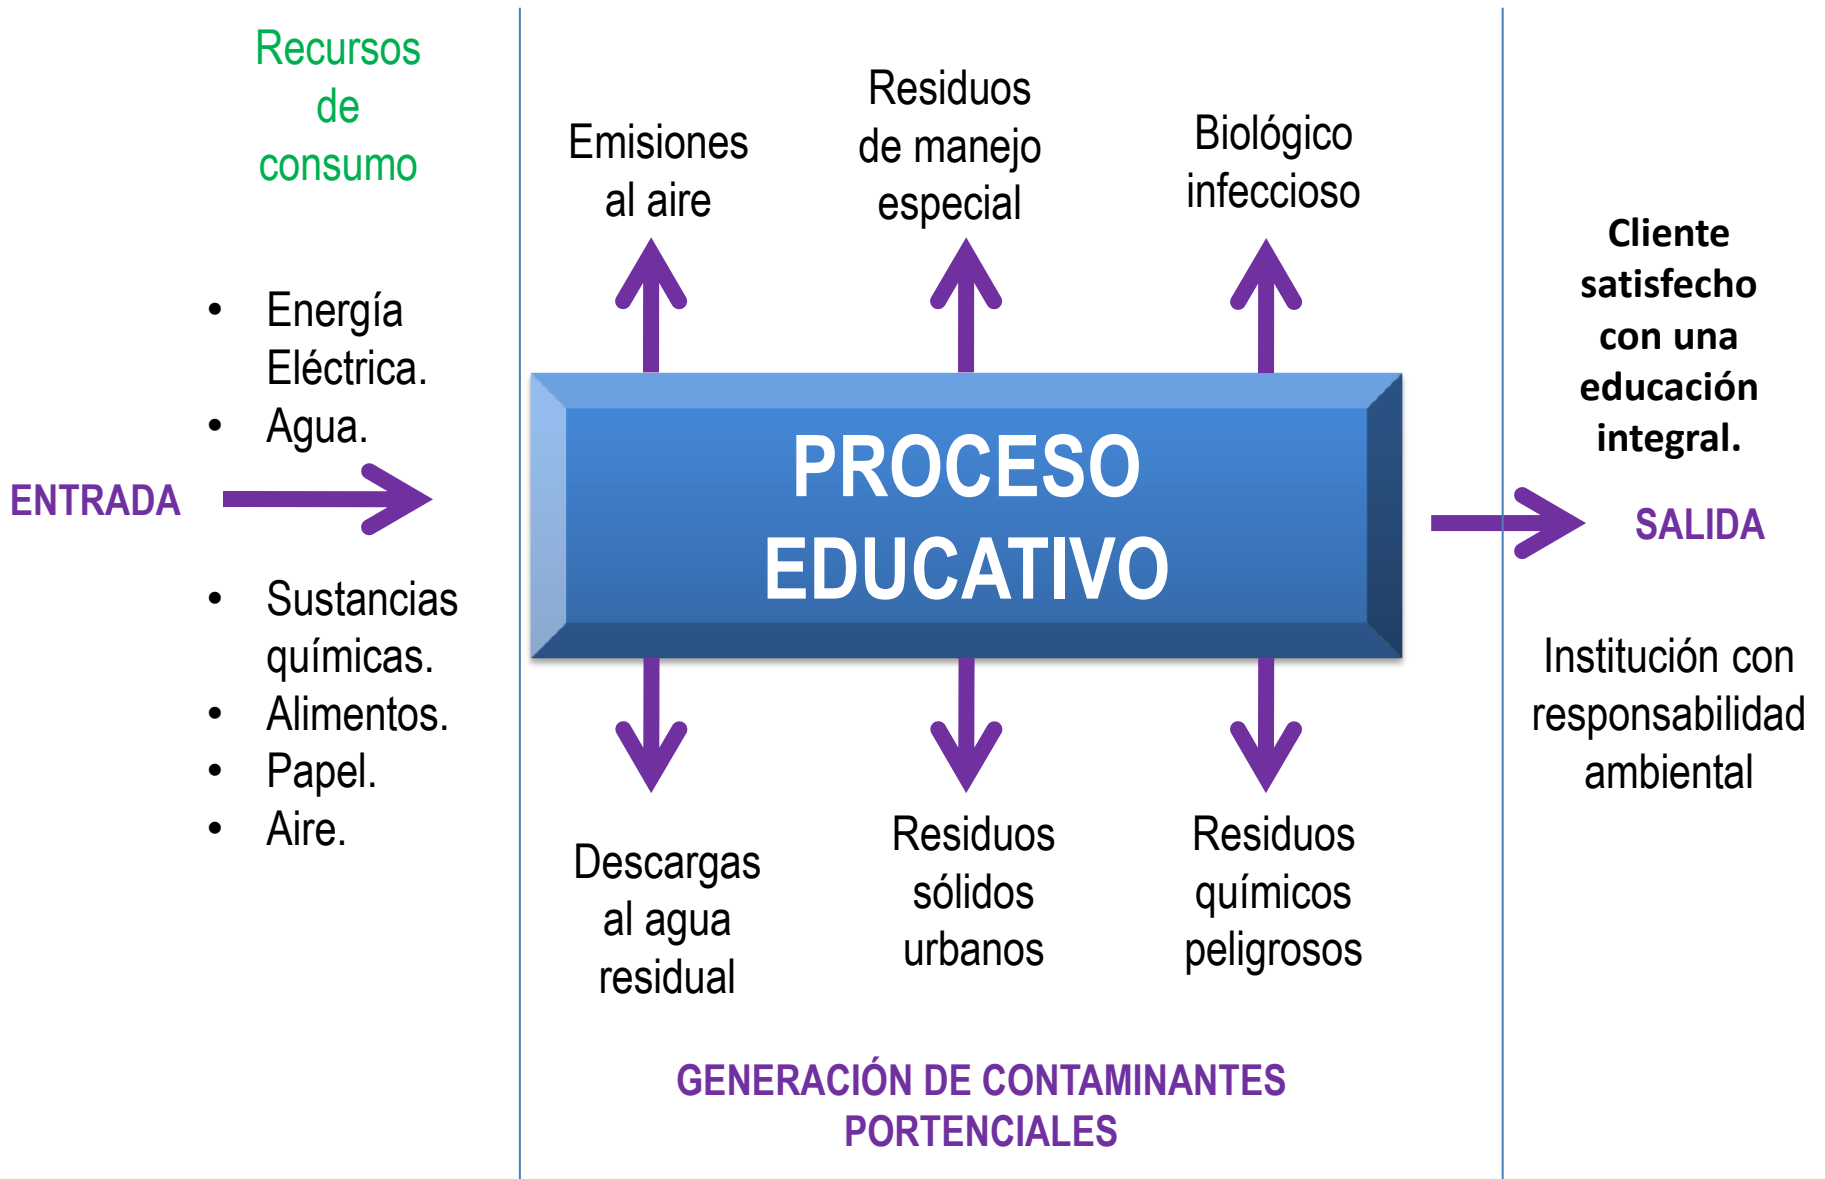 Recursos
de
consumo
• Energía
Eléctrica.
• Agua.
ENTRADA
• Sustancias
químicas.
• Alimentos.
• Papel.
• Aire.
Emisiones
al aire
Residuos
de manejo
especial
Biológico
infeccioso
PROCESO
EDUCATIVO
Descargas
al agua
residual
Residuos
sólidos
urbanos
Residuos
químicos
peligrosos
GENERACIÓN DE CONTAMINANTES
PORTENCIALES
Cliente
satisfecho
con una
educación
integral.
SALIDA
Institución con
responsabilidad
ambiental